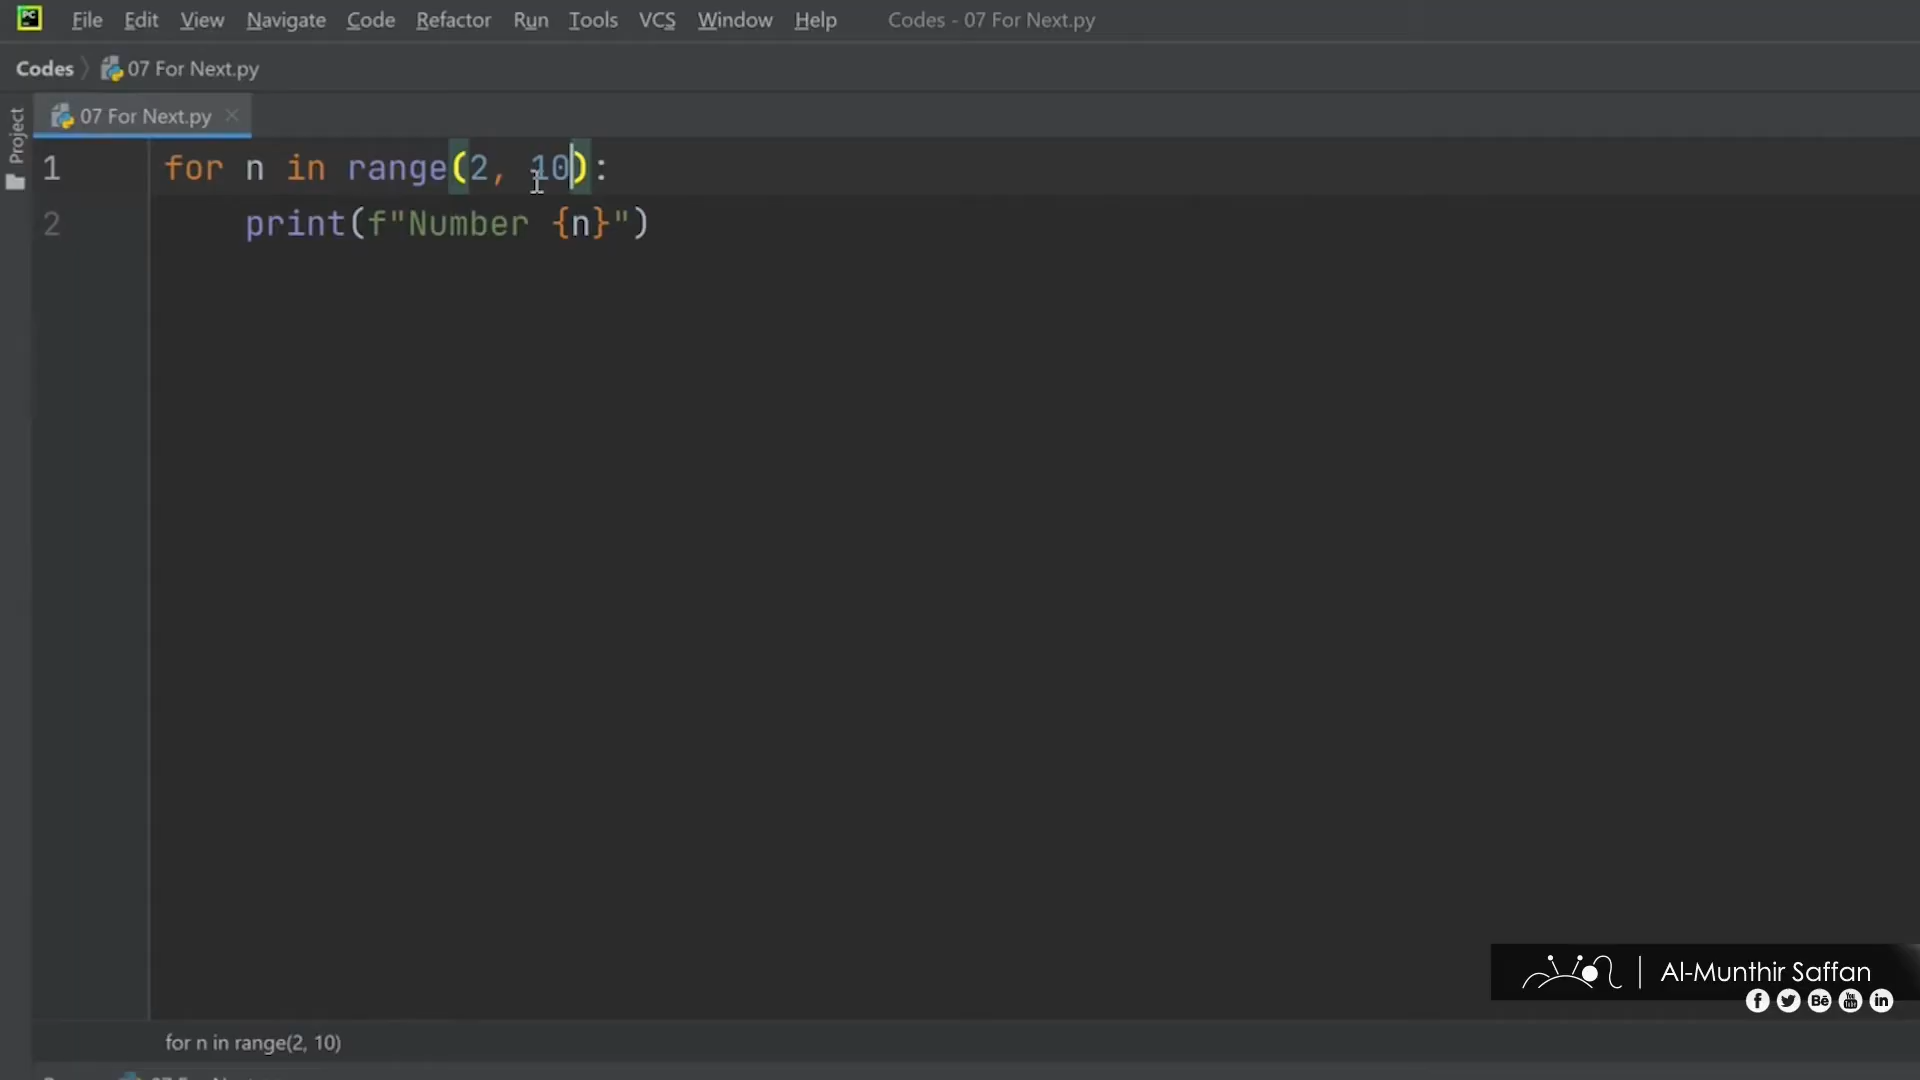 File Edit View Navigate Code Refactor Run Tools VCS Window Help Codes - 07 For Next.py
Codes 07 For Next.py
Project
07 For Next.py
1 for n in range(2, 10):
2 print(f"Number {n}")
Al-Munthir Saffan
for n in range(2, 10)